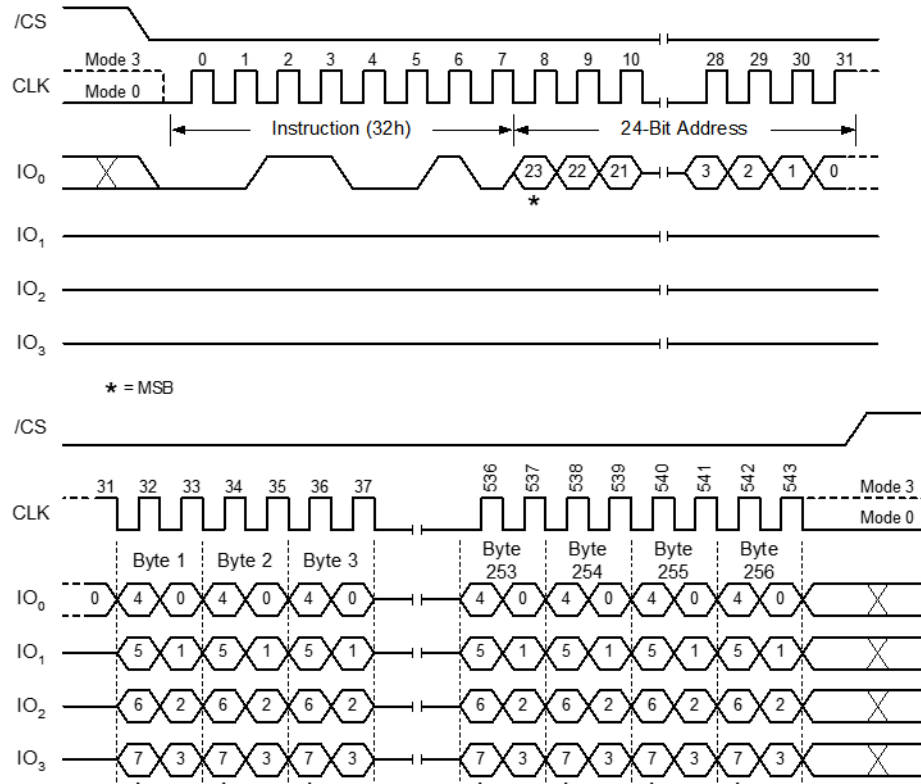 /CS
Mode 3 0 1 2 3 4 5 6 7 8 9 10 28 29 30 31
CLK
Mode 0
Instruction (32h) 24-Bit Address
IO0 23 22 21 3 2 1 0
*
IO1
IO2
IO3
* = MSB
/CS
31 32 33 34 35 36 37 536 537 538 539 540 541 542 543 Mode 3
CLK
Mode 0
Byte 1 Byte 2 Byte 3 Byte 253 Byte 254 Byte 255 Byte 256
IO0 0 4 0 4 0 4 0 4 0 4 0 4 0 4 0
IO1 5 1 5 1 5 1 5 1 5 1 5 1 5 1
IO2 6 2 6 2 6 2 6 2 6 2 6 2 6 2
IO3 7 3 7 3 7 3 7 3 7 3 7 3 7 3